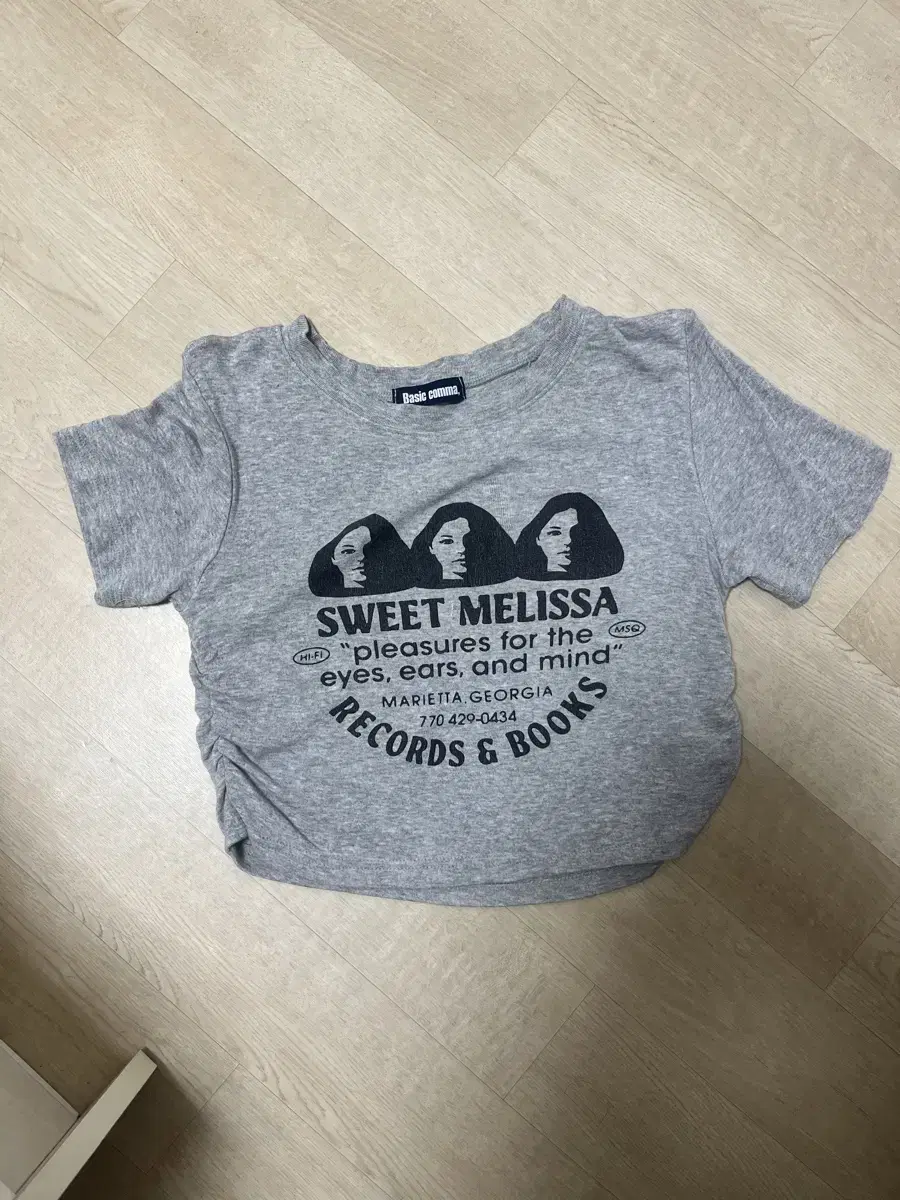 Basic comma,
SWEET MELISSA
HI-FI
"pleasures for the
MSQ
eyes, ears, and mind"
MARIETTA, GEORGIA
770 429-0434
RECORDS & BOOKS